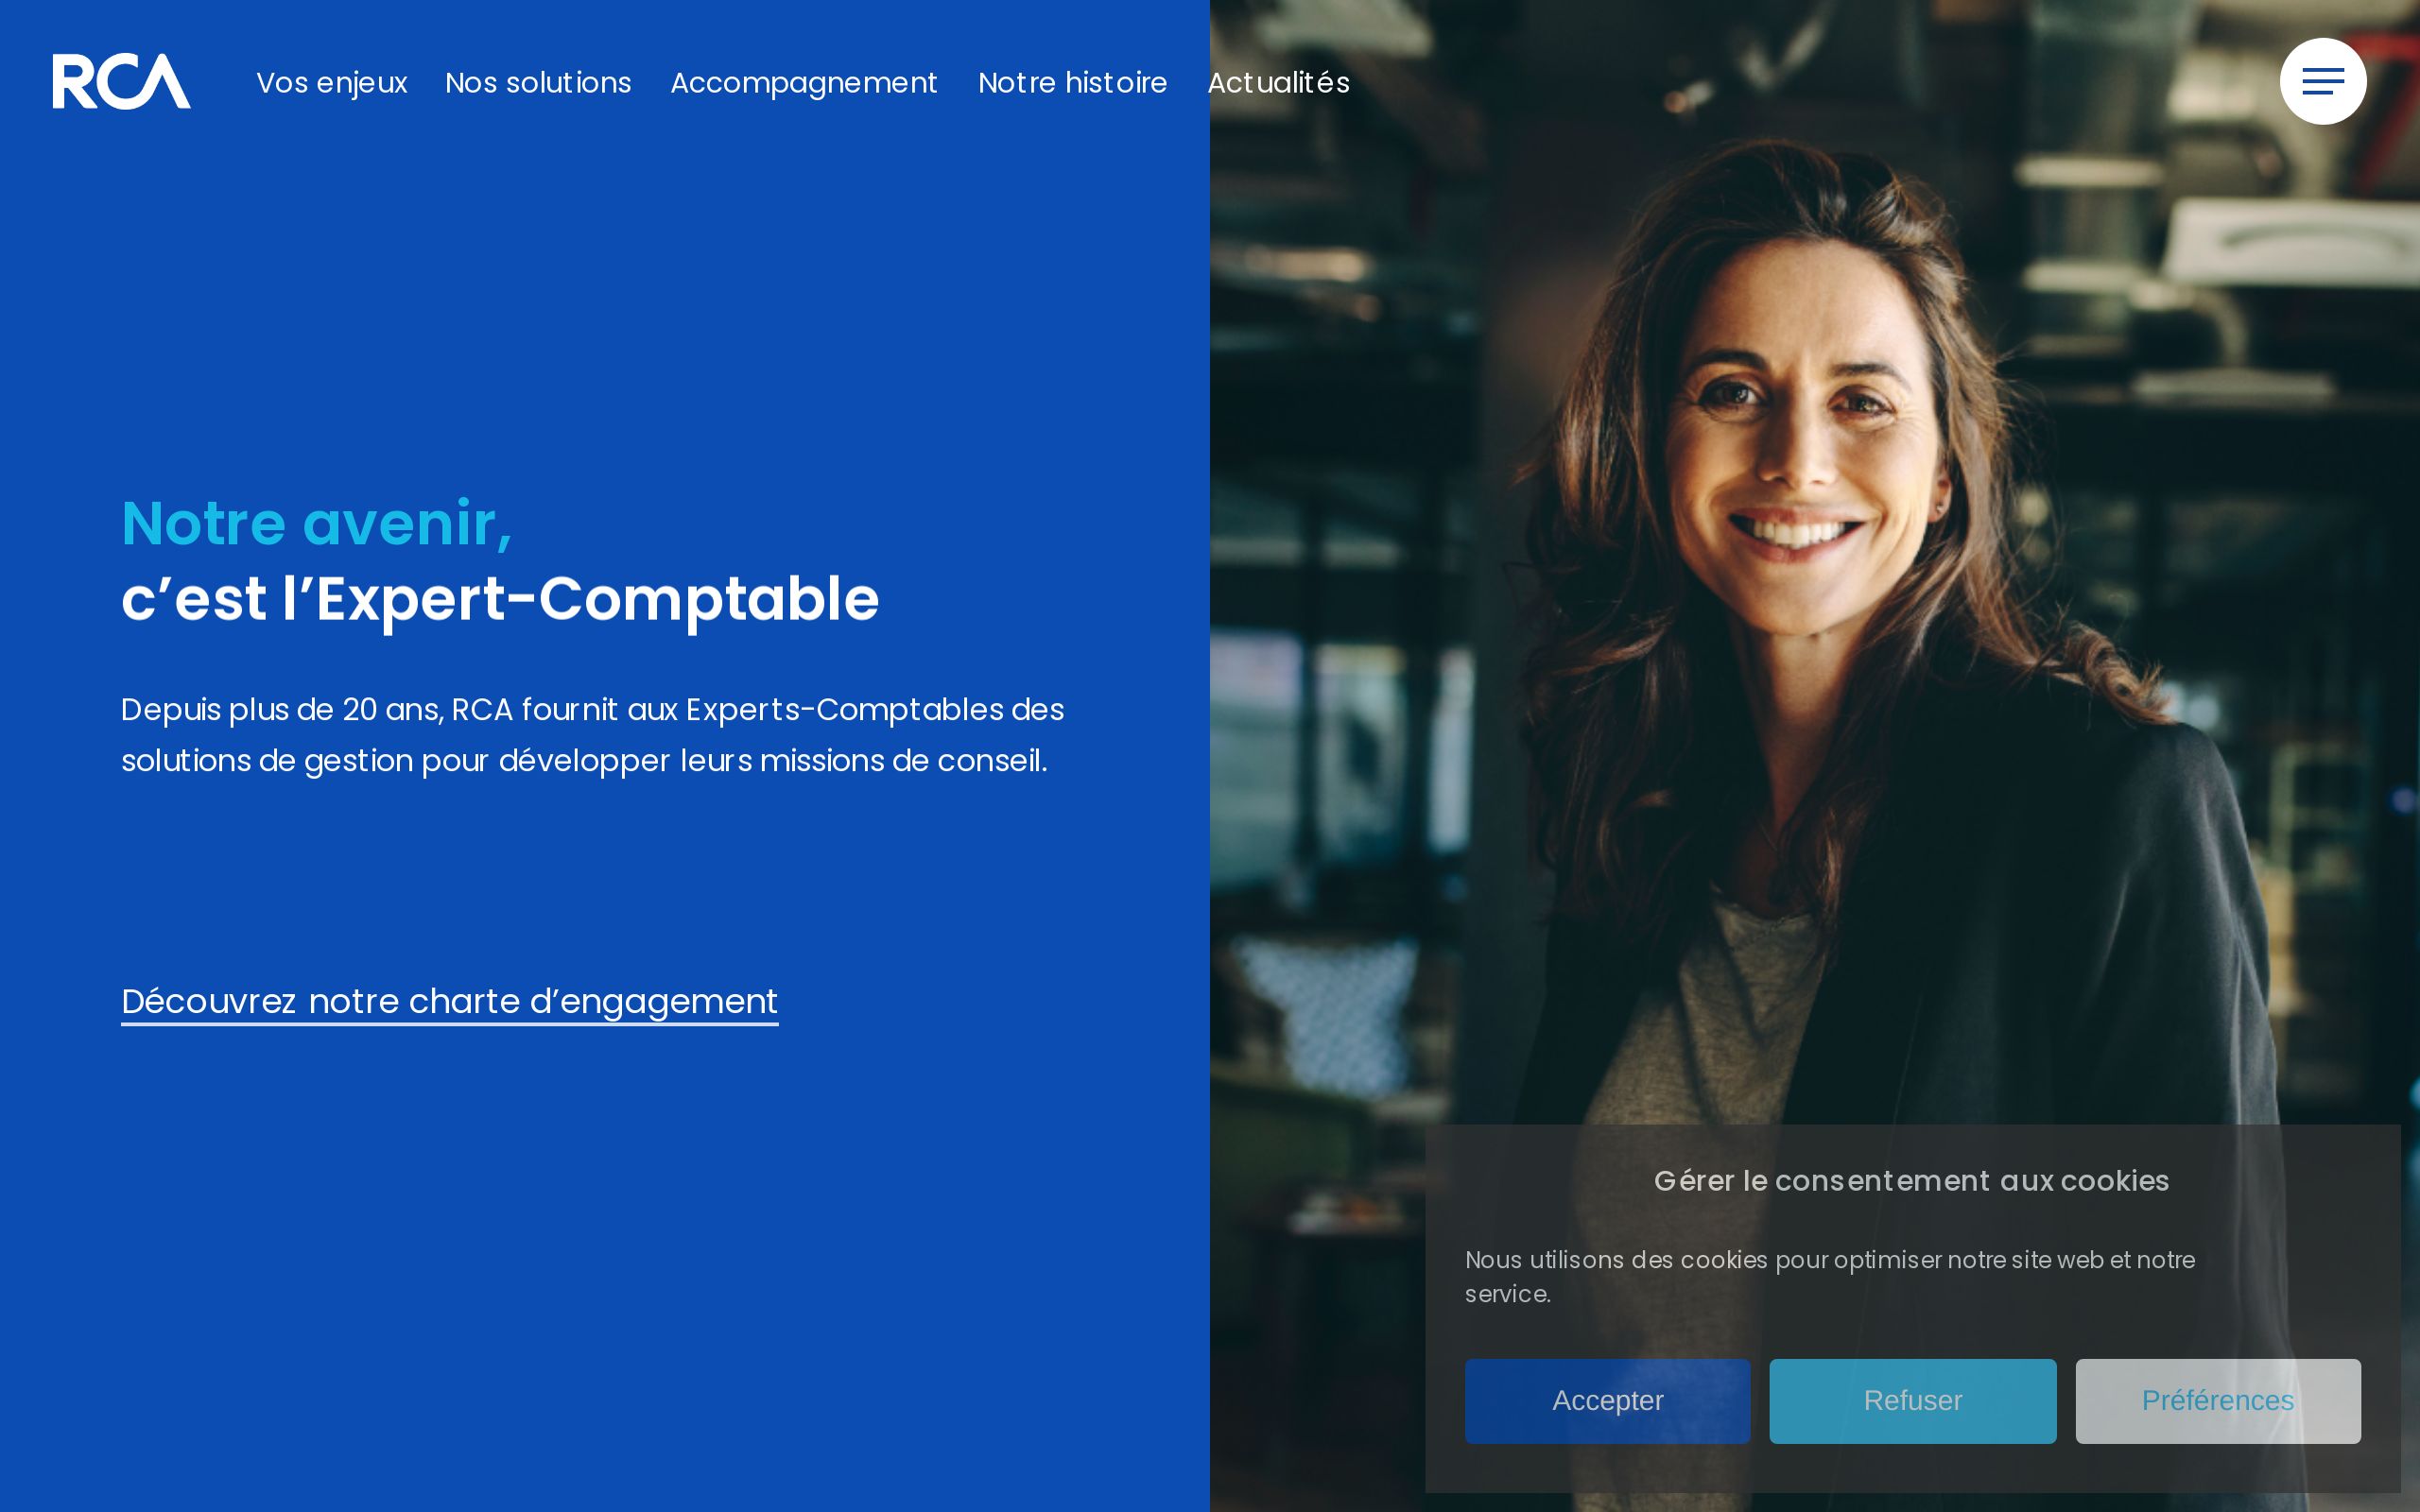 RCA
Vos enjeux
Nos solutions
Accompagnement
Notre histoire
Actualités
Notre avenir,
c’est l’Expert-Comptable
Depuis plus de 20 ans, RCA fournit aux Experts-Comptables des
solutions de gestion pour développer leurs missions de conseil.
Découvrez notre charte d’engagement
Gérer le consentement aux cookies
Nous utilisons des cookies pour optimiser notre site web et notre
service.
Accepter
Refuser
Préférences